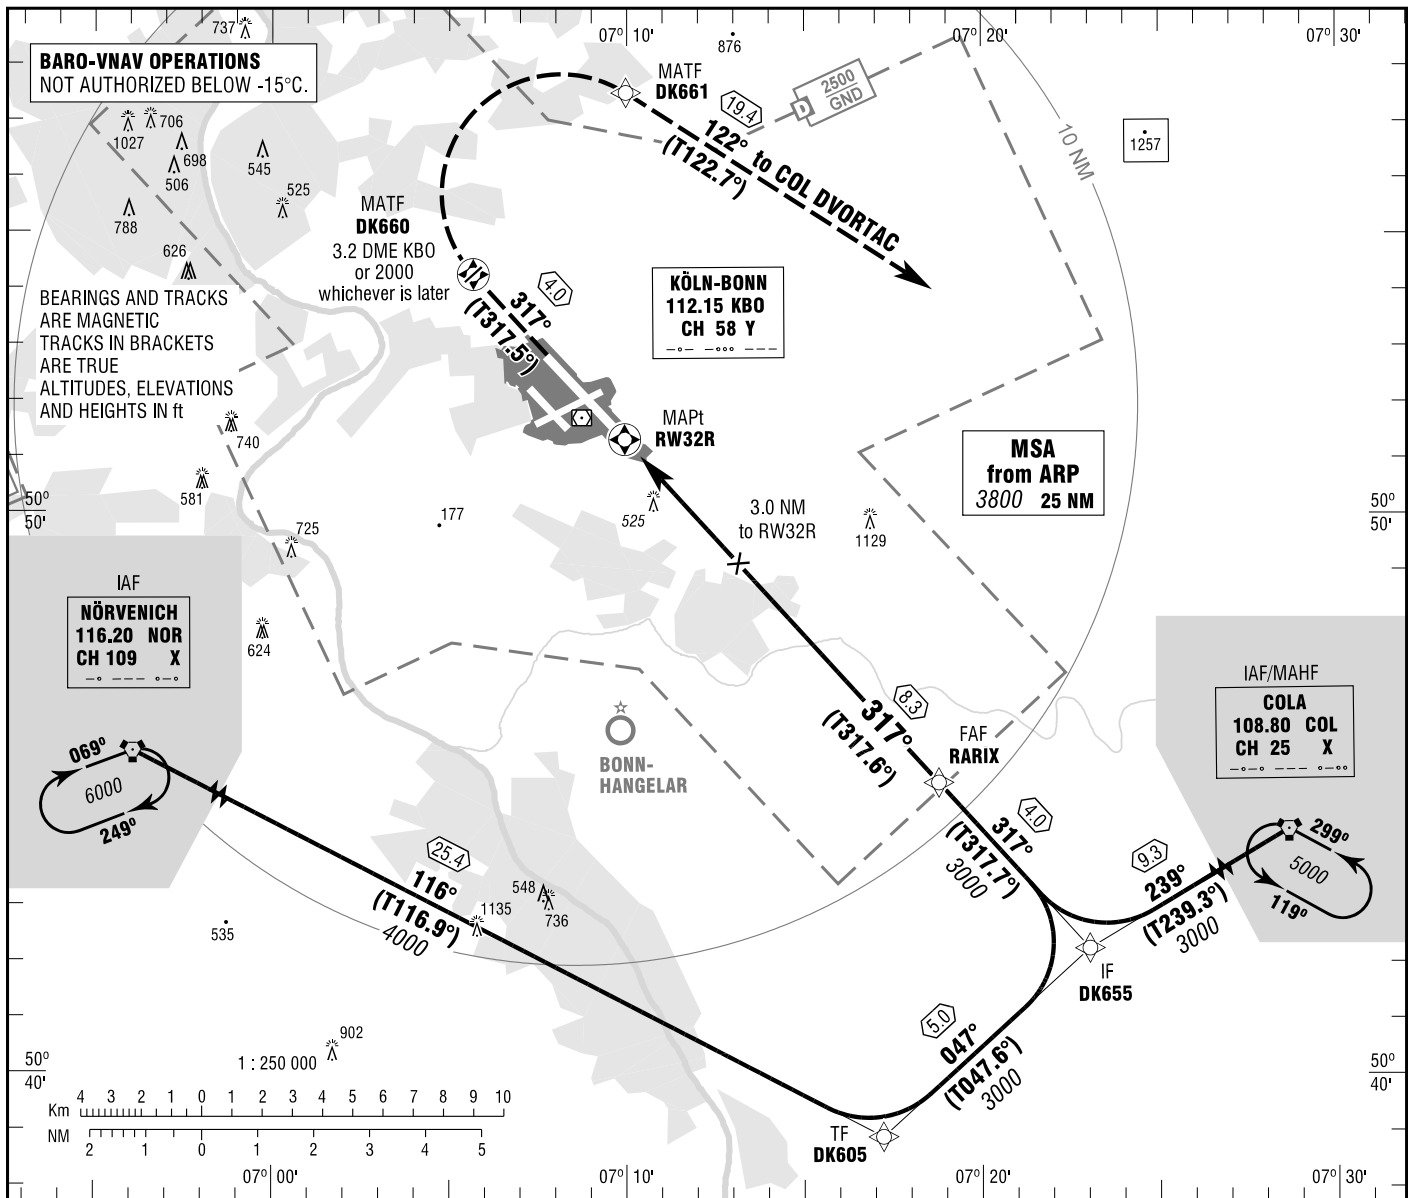 737
07° 10'
876
07° 20'
07° 30'
BARO-VNAV OPERATIONS
NOT AUTHORIZED BELOW -15°C.
MATF
DK661
19.4
122° to COL DVORTAC
(T122.7°)
D
2500
GND
10 NM
1257
1027
706
698
506
545
525
788
626
MATF
DK660
3.2 DME KBO
or 2000
whichever is later
4.0
317°
(T317.5°)
KÖLN-BONN
112.15 KBO
CH 58 Y
BEARINGS AND TRACKS
ARE MAGNETIC
TRACKS IN BRACKETS
ARE TRUE
ALTITUDES, ELEVATIONS
AND HEIGHTS IN ft
740
581
MAPt
RW32R
MSA
from ARP
3800 25 NM
50°
50'
725
177
525
3.0 NM
to RW32R
1129
50°
50'
IAF
NÖRVENICH
116.20 NOR
CH 109 X
624
069°
6000
249°
BONN-
HANGELAR
8.3
317°
(T317.6°)
FAF
RARIX
IAF/MAHF
COLA
108.80 COL
CH 25 X
299°
5000
119°
4.0
317°
(T317.7°)
3000
9.3
239°
(T239.3°)
3000
25.4
116°
(T116.9°)
4000
1135
548
736
535
IF
DK655
5.0
047°
(T047.6°)
3000
902
1 : 250 000
50°
40'
50°
40'
Km
4 3 2 1 0 1 2 3 4 5 6 7 8 9 10
NM
2 1 0 1 2 3 4 5
TF
DK605
07° 00'
07° 10'
07° 20'
07° 30'